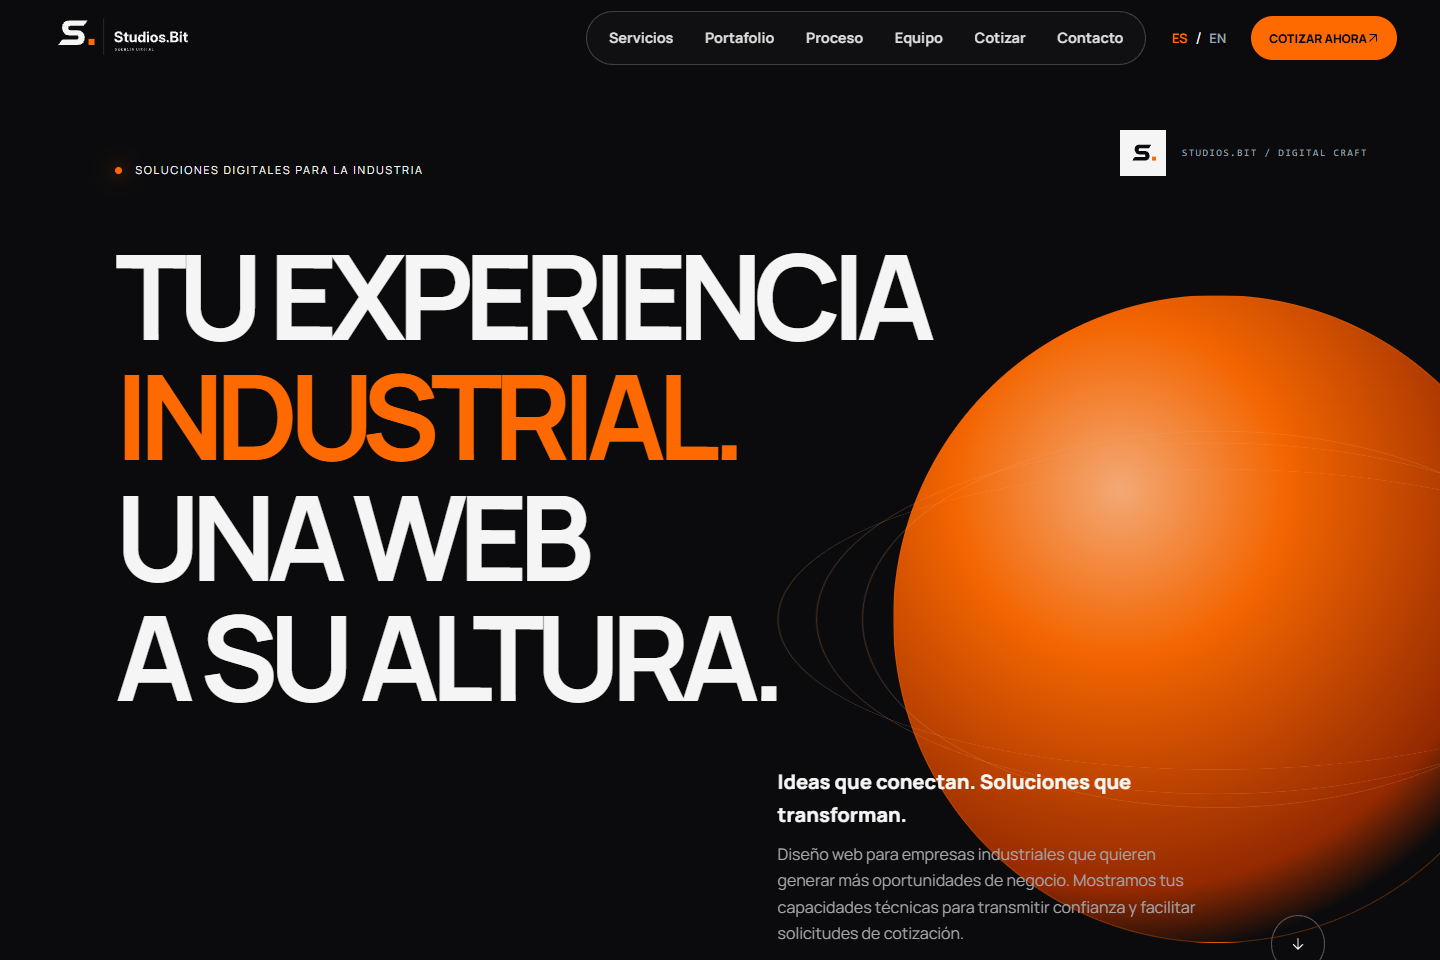 S.
Studios.Bit
Servicios
Portafolio
Proceso
Equipo
Cotizar
Contacto
ES / EN
COTIZAR AHORA
S.
STUDIOS.BIT / DIGITAL CRAFT
SOLUCIONES DIGITALES PARA LA INDUSTRIA
TU EXPERIENCIA
INDUSTRIAL.
UNA WEB
A SU ALTURA.
Ideas que conectan. Soluciones que
transforman.
Diseño web para empresas industriales que quieren
generar más oportunidades de negocio. Mostramos tus
capacidades técnicas para transmitir confianza y facilitar
solicitudes de cotización.